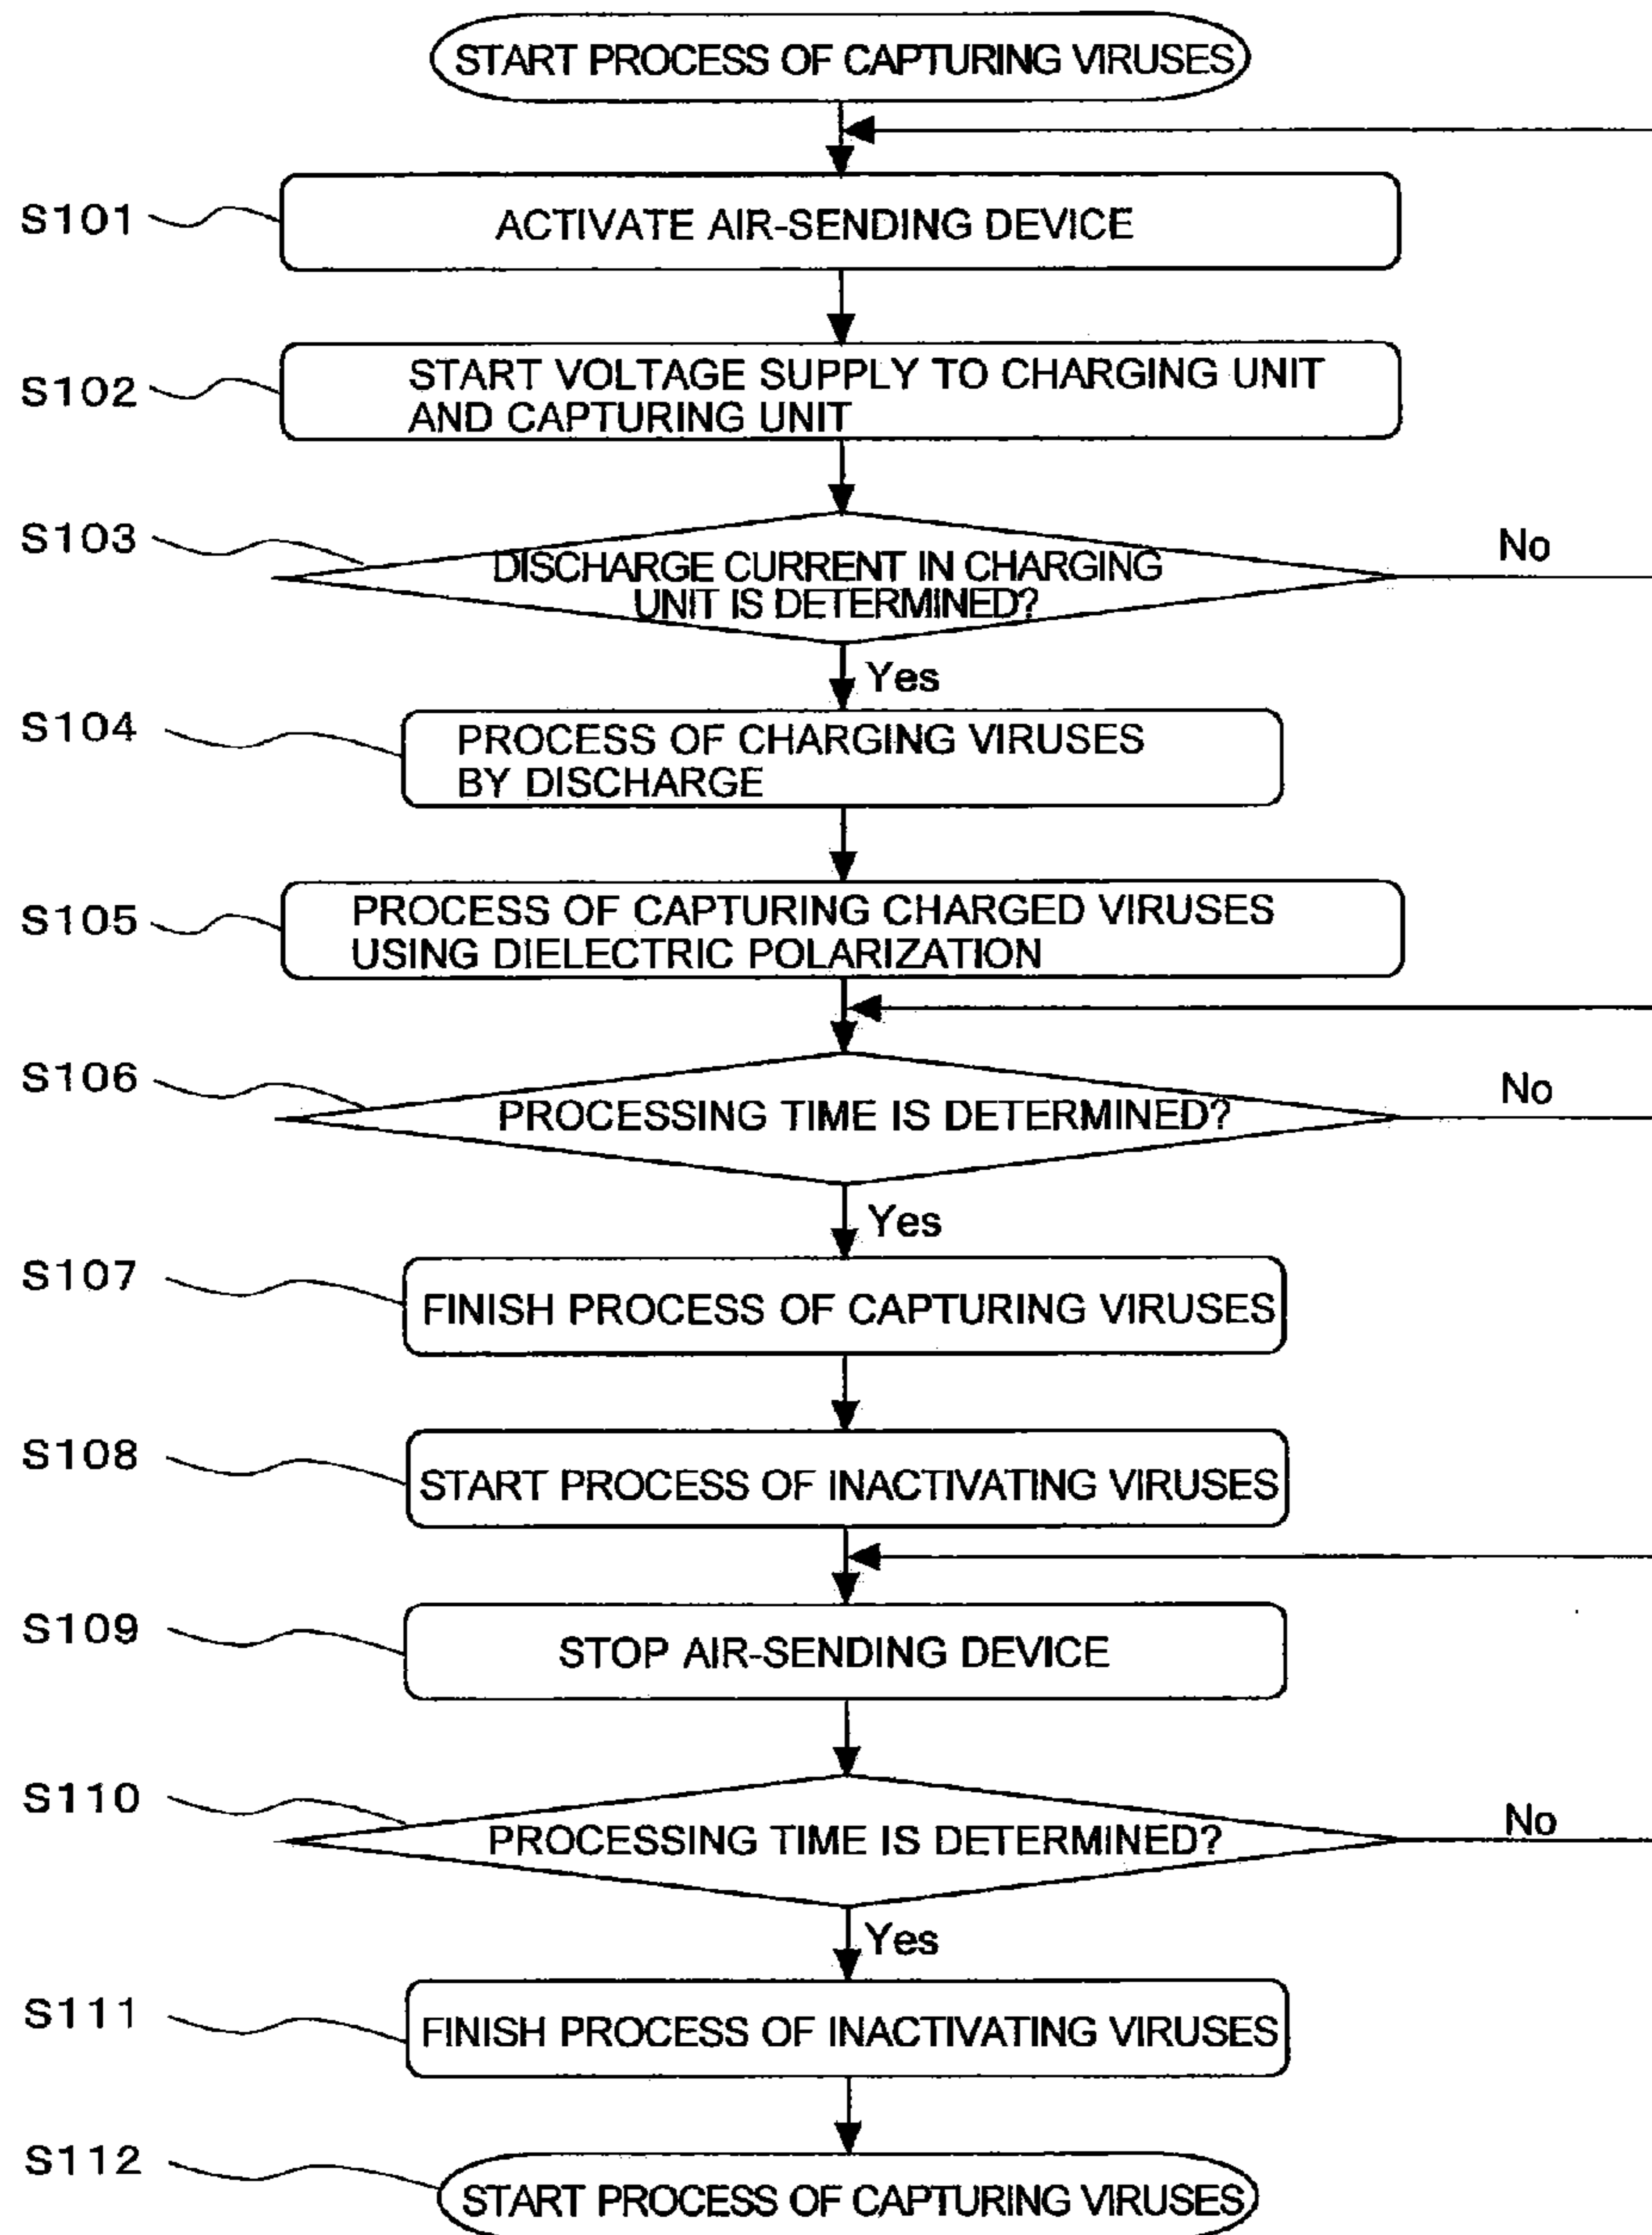 START PROCESS OF CAPTURING VIRUSES
S101
ACTIVATE AIR-SENDING DEVICE
S102
START VOLTAGE SUPPLY TO CHARGING UNIT
AND CAPTURING UNIT
S103
DISCHARGE CURRENT IN CHARGING
UNIT IS DETERMINED?
No
Yes
S104
PROCESS OF CHARGING VIRUSES
BY DISCHARGE
S105
PROCESS OF CAPTURING CHARGED VIRUSES
USING DIELECTRIC POLARIZATION
S106
PROCESSING TIME IS DETERMINED?
No
Yes
S107
FINISH PROCESS OF CAPTURING VIRUSES
S108
START PROCESS OF INACTIVATING VIRUSES
S109
STOP AIR-SENDING DEVICE
S110
PROCESSING TIME IS DETERMINED?
No
Yes
S111
FINISH PROCESS OF INACTIVATING VIRUSES
S112
START PROCESS OF CAPTURING VIRUSES